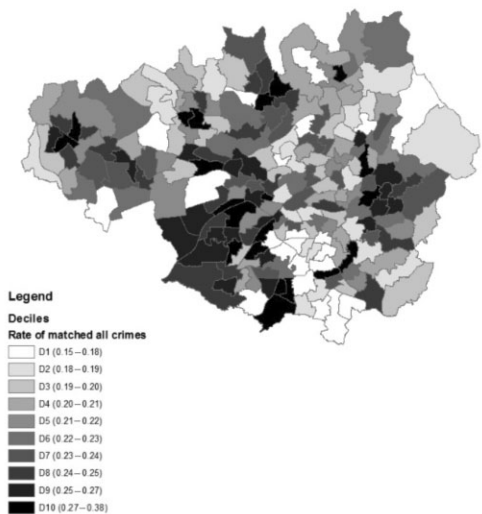 Legend
Deciles
Rate of matched all crimes
D1 (0.15—0.18)
D2 (0.18—0.19)
D3 (0.19—0.20)
D4 (0.20—0.21)
D5 (0.21—0.22)
D6 (0.22—0.23)
D7 (0.23—0.24)
D8 (0.24—0.25)
D9 (0.25—0.27)
D10 (0.27—0.38)